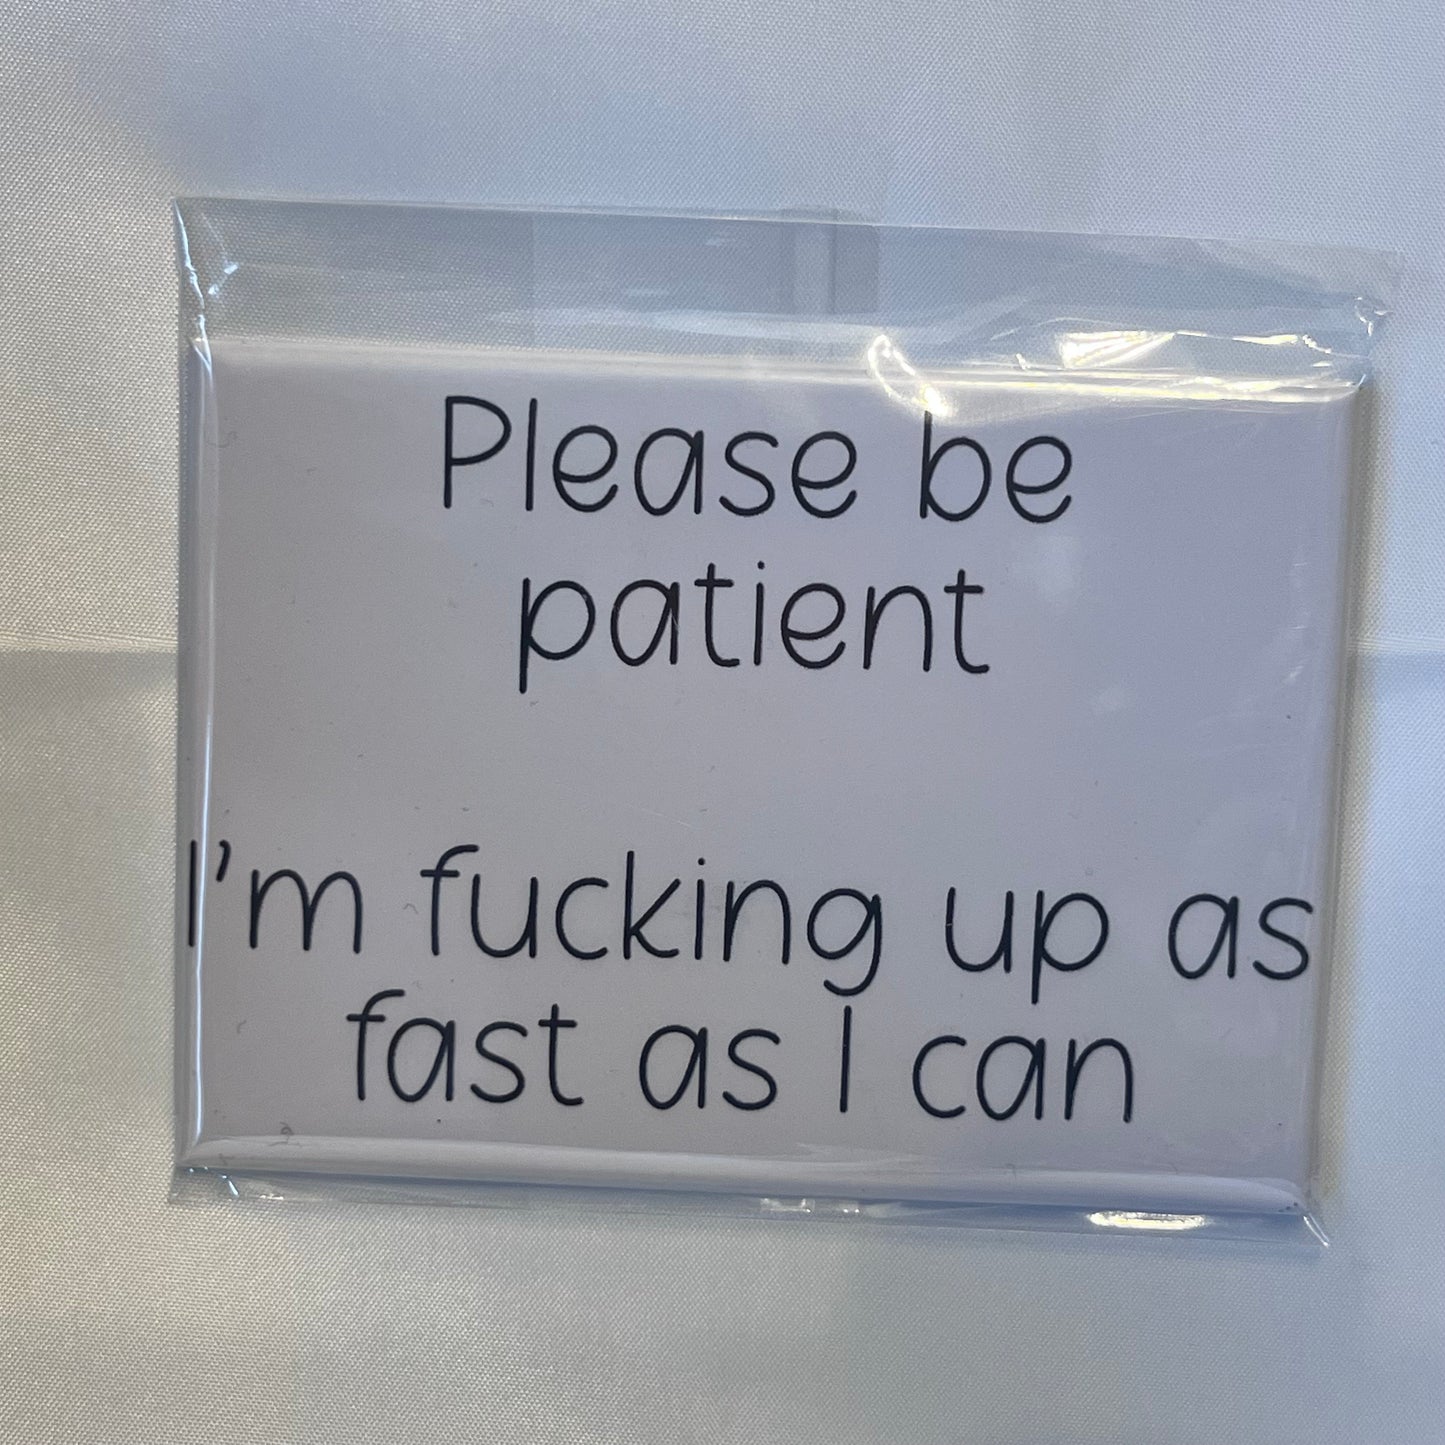 Please be
patient
I'm fucking up as
fast as I can